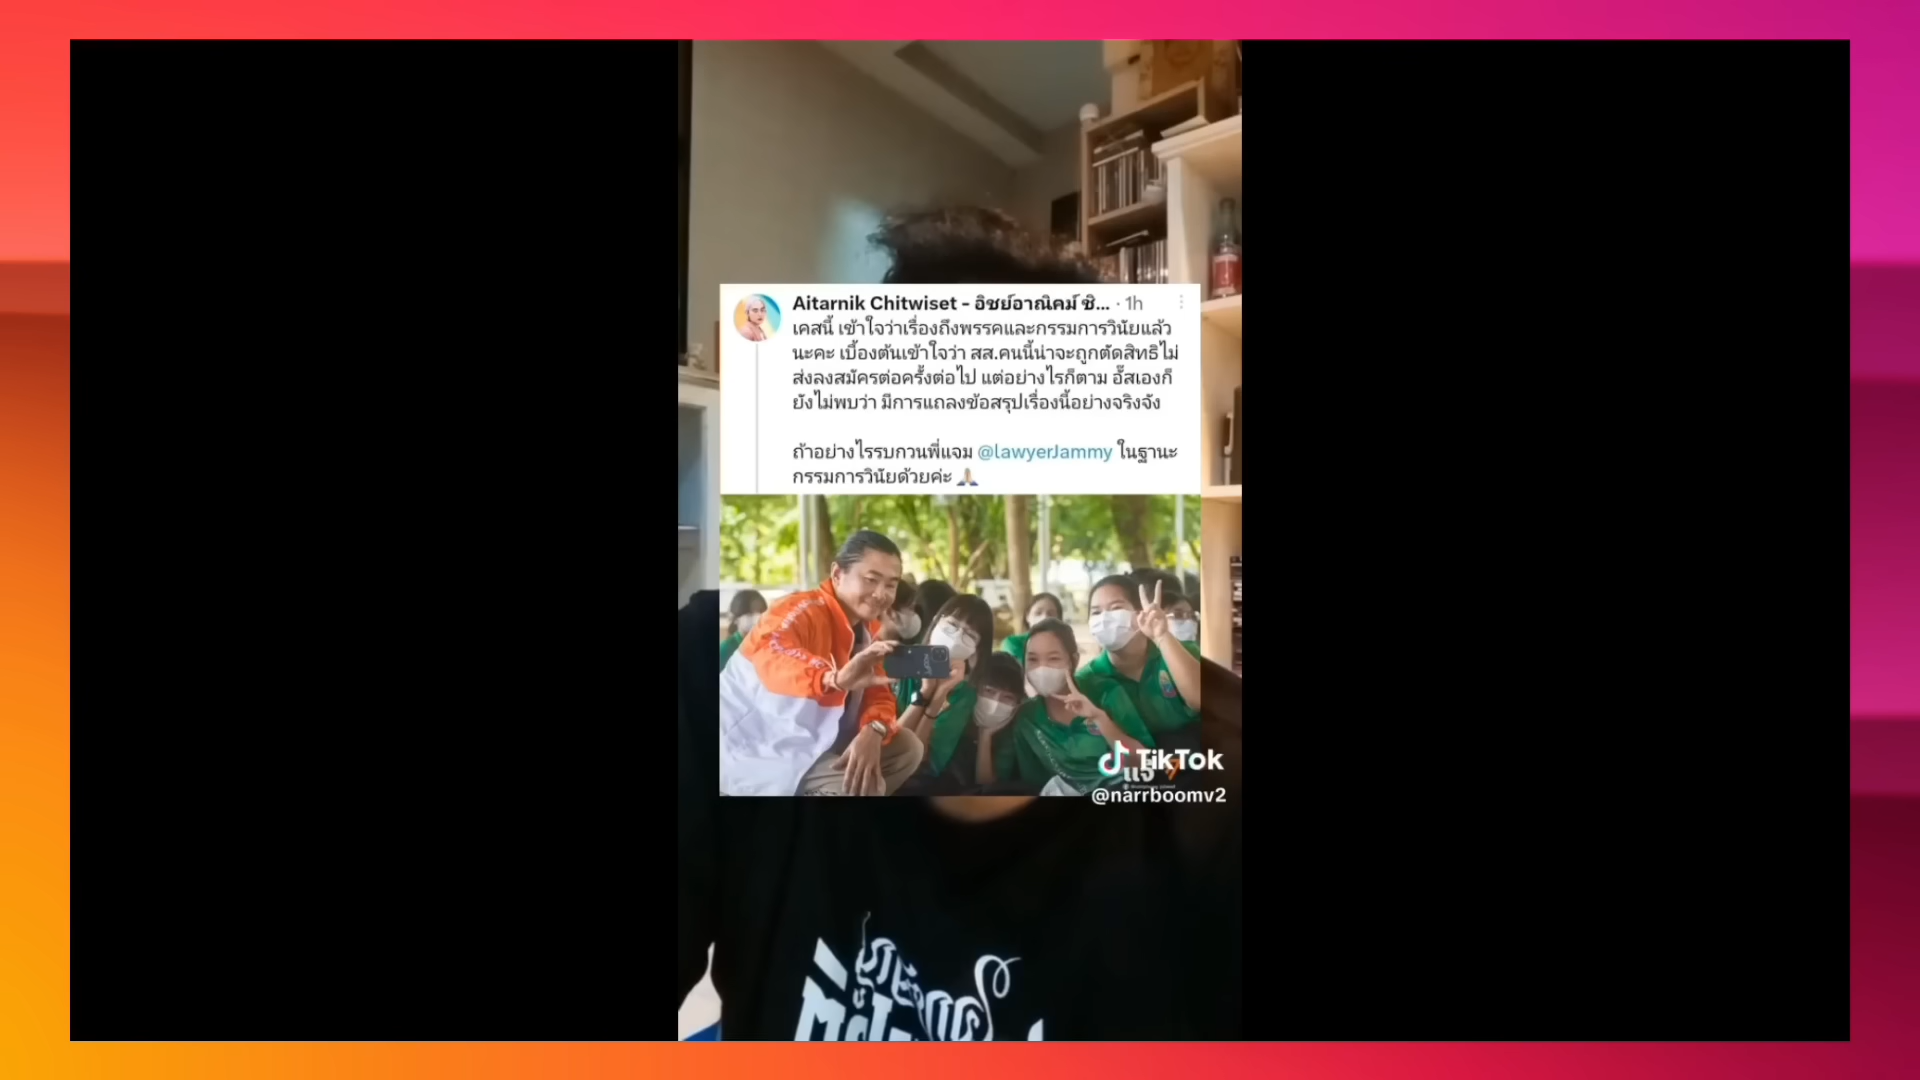 Aitarnik Chitwiset - อิชย์อาณิคม์ ชิ... · 1h
เคสนี้ เข้าใจว่าเรื่องถึงพรรคและกรรมการวินัยแล้ว
นะคะ เบื้องต้นเข้าใจว่า สส.คนนี้น่าจะถูกตัดสิทธิไม่
ส่งลงสมัครต่อครั้งต่อไป แต่อย่างไรก็ตาม อั๊สเองก็
ยังไม่พบว่า มีการแถลงข้อสรุปเรื่องนี้อย่างจริงจัง
ถ้าอย่างไรรบกวนพี่แจม @lawyerJammy ในฐานะ
กรรมการวินัยด้วยค่ะ 🙏
TikTok
@narrboomv2